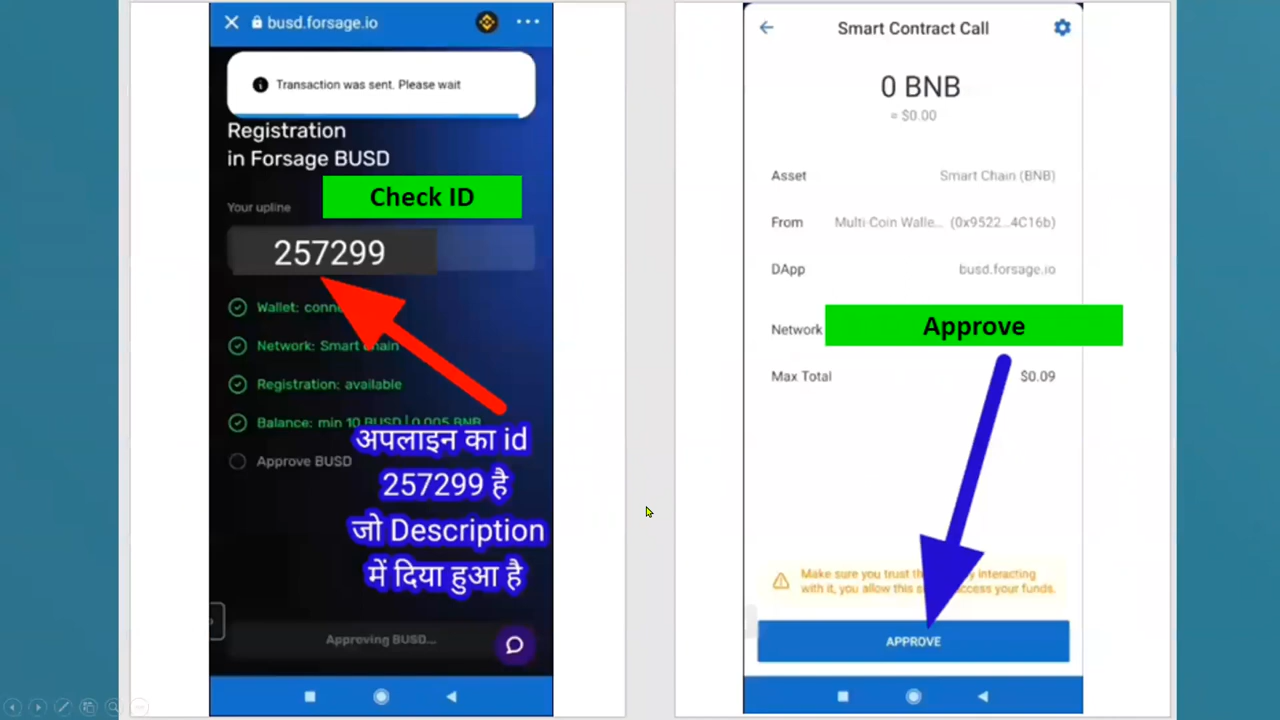 busd.forsage.io
Transaction was sent. Please wait
Registration
in Forsage BUSD
Check ID
Your upline
257299
Wallet: conne
Network: Smart chain
Registration: available
Balance: min 10 BUSD | 0.005 BNB
Approve BUSD
अपलाइन का id
257299 है
जो Description
में दिया हुआ है
Approving BUSD...
Smart Contract Call
0 BNB
≈ $0.00
Asset Smart Chain (BNB)
From Multi-Coin Walle... (0x9522...4C16b)
DApp busd.forsage.io
Network
Approve
Max Total $0.09
Make sure you trust interacting
with it, you allow this access your funds.
APPROVE